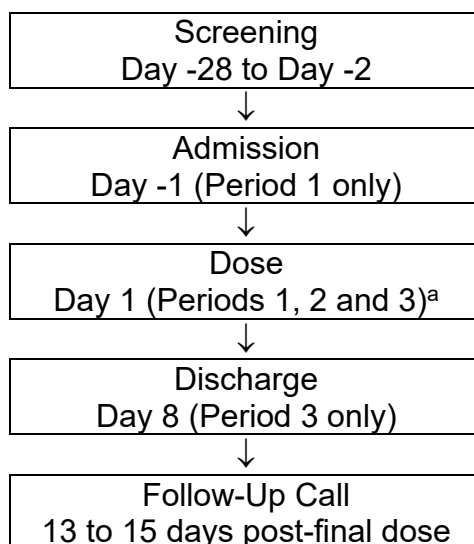 Screening
Day -28 to Day -2
↓
Admission
Day -1 (Period 1 only)
↓
Dose
Day 1 (Periods 1, 2 and 3)ᵃ
↓
Discharge
Day 8 (Period 3 only)
↓
Follow-Up Call
13 to 15 days post-final dose